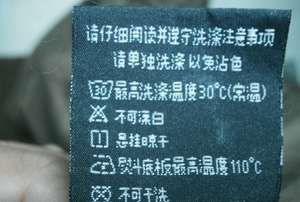 请仔细阅读并遵守洗涤注意事项
请单独洗涤以免沾色
30最高洗涤温度30°C(常温)
不可漂白
悬挂晾干
熨斗底板最高温度110°C
不可干洗